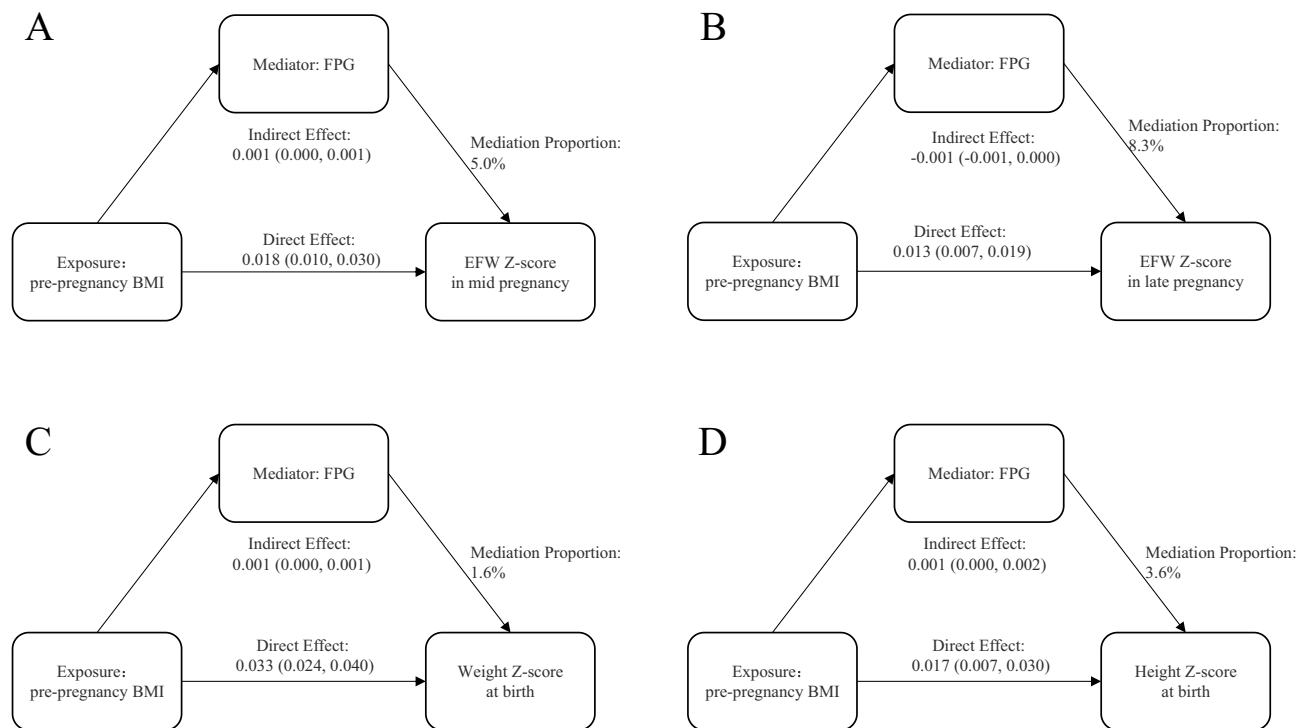 A
Mediator: FPG
Indirect Effect:
0.001 (0.000, 0.001)
Mediation Proportion:
5.0%
Exposure：
pre-pregnancy BMI
Direct Effect:
0.018 (0.010, 0.030)
EFW Z-score
in mid pregnancy
B
Mediator: FPG
Indirect Effect:
-0.001 (-0.001, 0.000)
Mediation Proportion:
8.3%
Exposure：
pre-pregnancy BMI
Direct Effect:
0.013 (0.007, 0.019)
EFW Z-score
in late pregnancy
C
Mediator: FPG
Indirect Effect:
0.001 (0.000, 0.001)
Mediation Proportion:
1.6%
Exposure：
pre-pregnancy BMI
Direct Effect:
0.033 (0.024, 0.040)
Weight Z-score
at birth
D
Mediator: FPG
Indirect Effect:
0.001 (0.000, 0.002)
Mediation Proportion:
3.6%
Exposure：
pre-pregnancy BMI
Direct Effect:
0.017 (0.007, 0.030)
Height Z-score
at birth